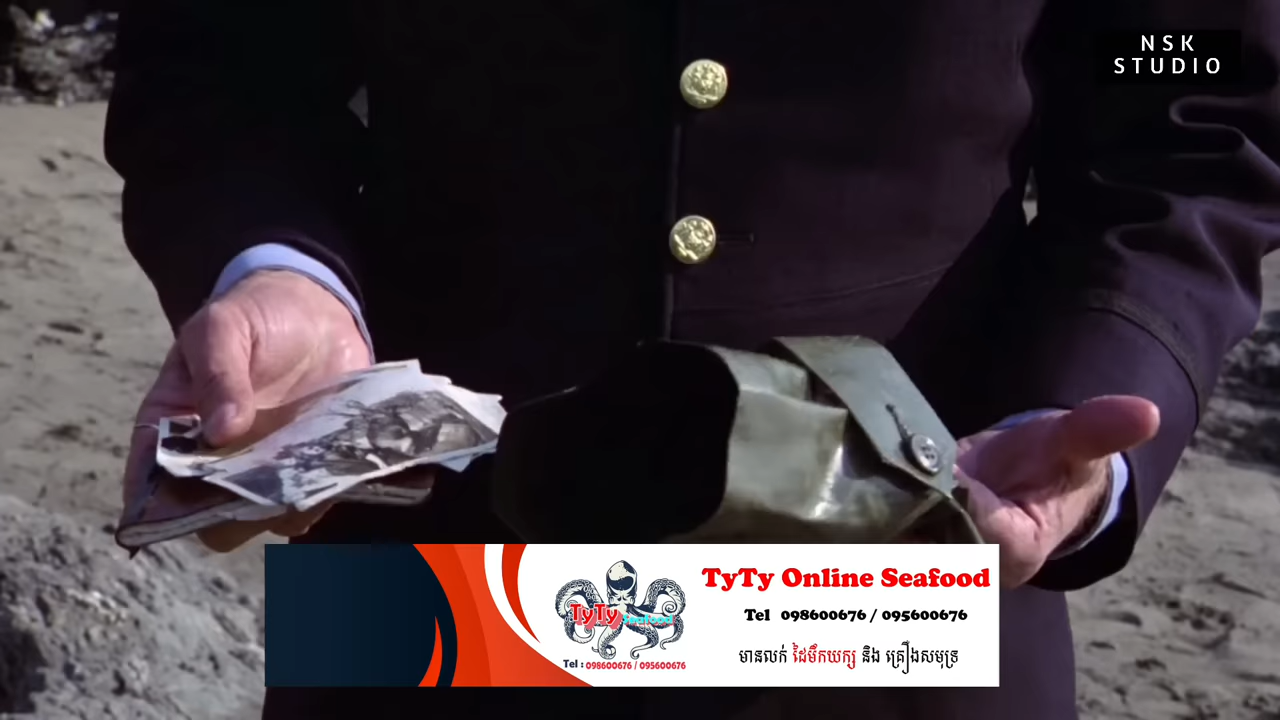 NSK
STUDIO
TyTy Online Seafood
Tel 098600676 / 095600676
មានលក់ ដៃមឹកយក្ស និង គ្រឿងសមុទ្រ
TyTy Seafood
Tel : 098600676 / 095600676